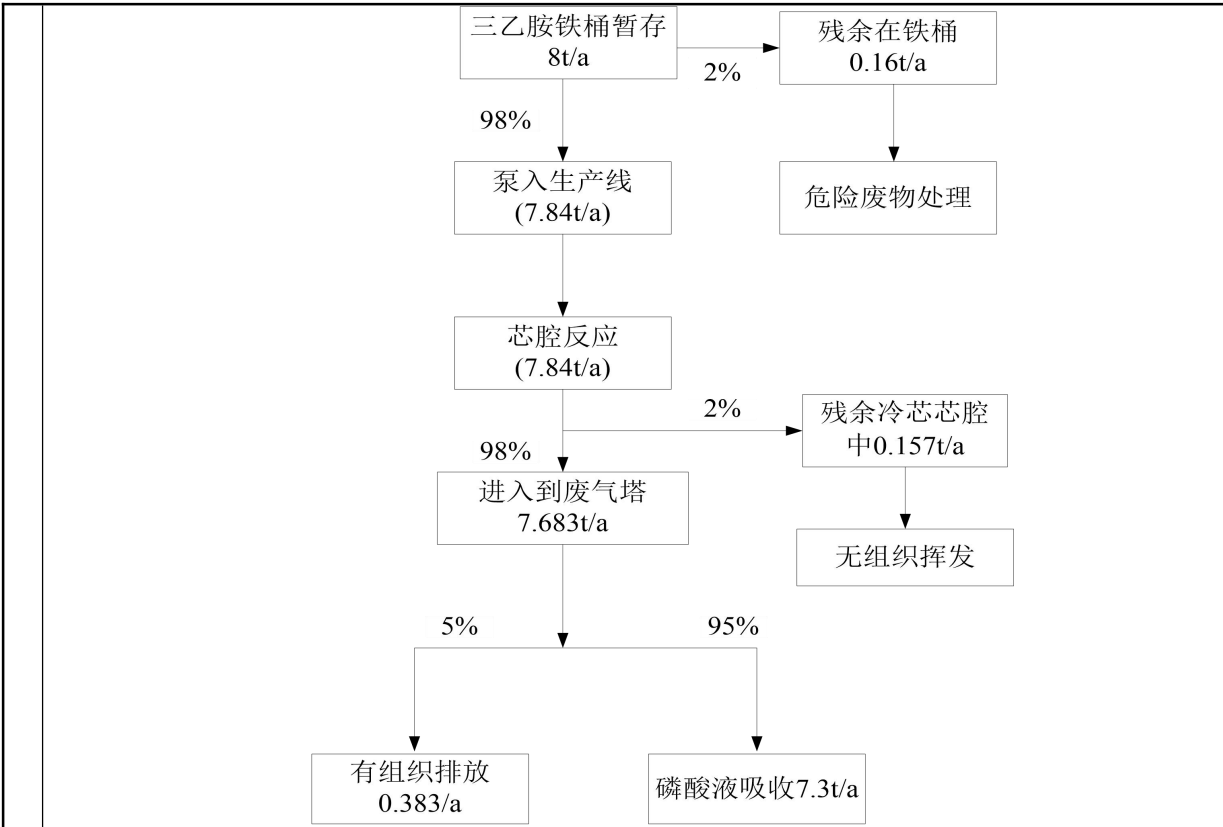 三乙胺铁桶暂存
8t/a
2%
残余在铁桶
0.16t/a
98%
泵入生产线
(7.84t/a)
危险废物处理
芯腔反应
(7.84t/a)
2%
残余冷芯芯腔
中0.157t/a
98%
进入到废气塔
7.683t/a
无组织挥发
5%
95%
有组织排放
0.383/a
磷酸液吸收7.3t/a